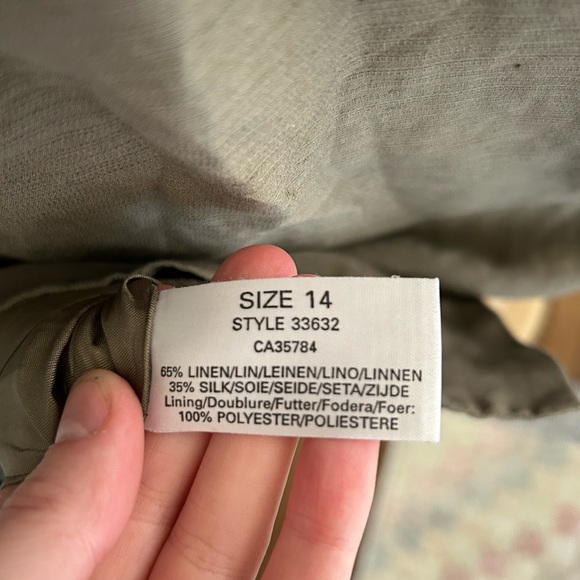 SIZE 14
STYLE 33632
CA35784
65% LINEN/LIN/LEINEN/LINO/LINNEN
35% SILK/SOIE/SEIDE/SETA/ZIJDE
Lining/Doublure/Futter/Fodera/Foer:
100% POLYESTER/POLIESTERE